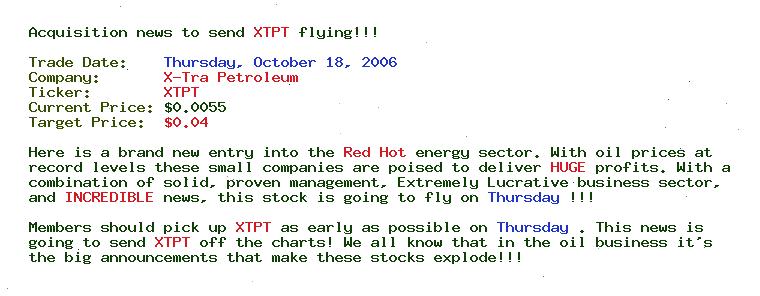 Acquisition news to send XTPT flying!!!
Trade Date: Thursday, October 18, 2006
Company: X-Tra Petroleum
Ticker: XTPT
Current Price: $0.0055
Target Price: $0.04
Here is a brand new entry into the Red Hot energy sector. With oil prices at
record levels these small companies are poised to deliver HUGE profits. With a
combination of solid, proven management, Extremely Lucrative business sector,
and INCREDIBLE news, this stock is going to fly on Thursday !!!
Members should pick up XTPT as early as possible on Thursday . This news is
going to send XTPT off the charts! We all know that in the oil business it's
the big announcements that make these stocks explode!!!